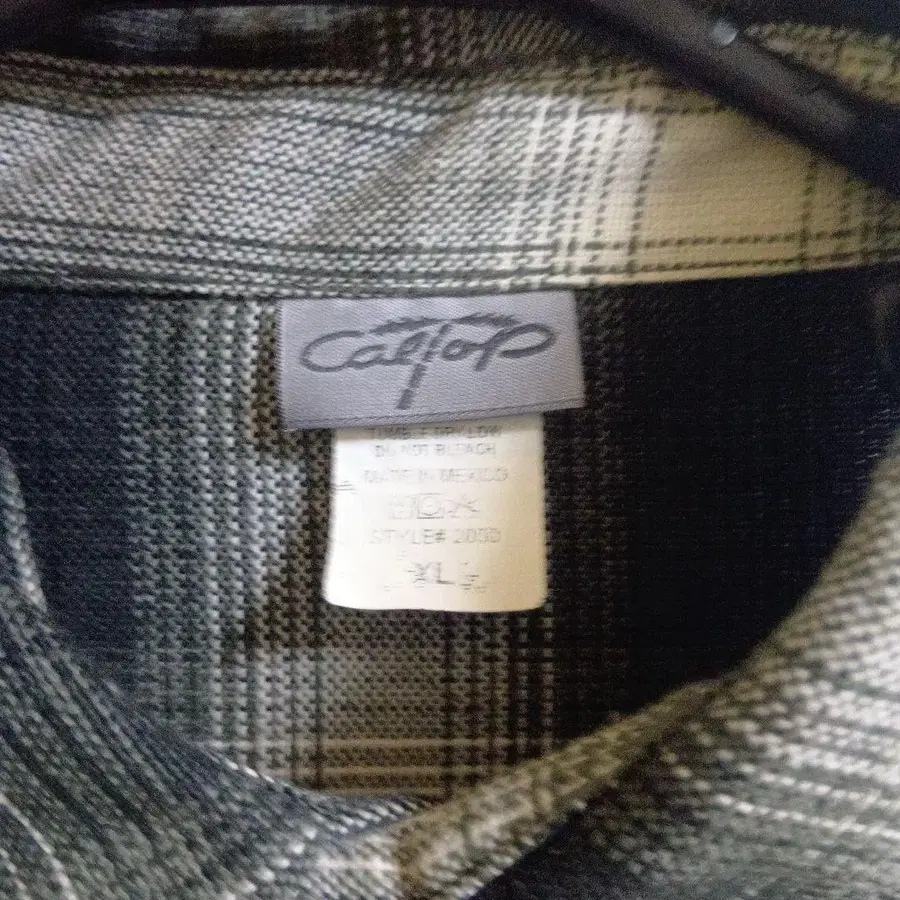 CalTop
TUMBLE DRY LOW
DO NOT BLEACH
MADE IN MEXICO
STYLE# 2000
XL